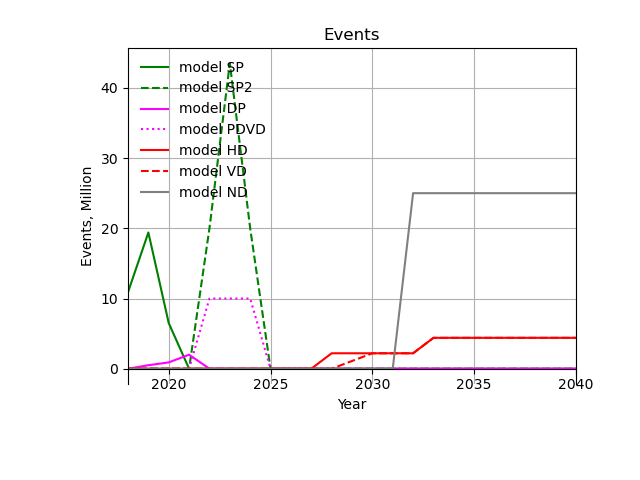 Events
model SP
model SP2
model DP
model PDVD
model HD
model VD
model ND
40
30
20
10
0
Events, Million
2020 2025 2030 2035 2040
Year